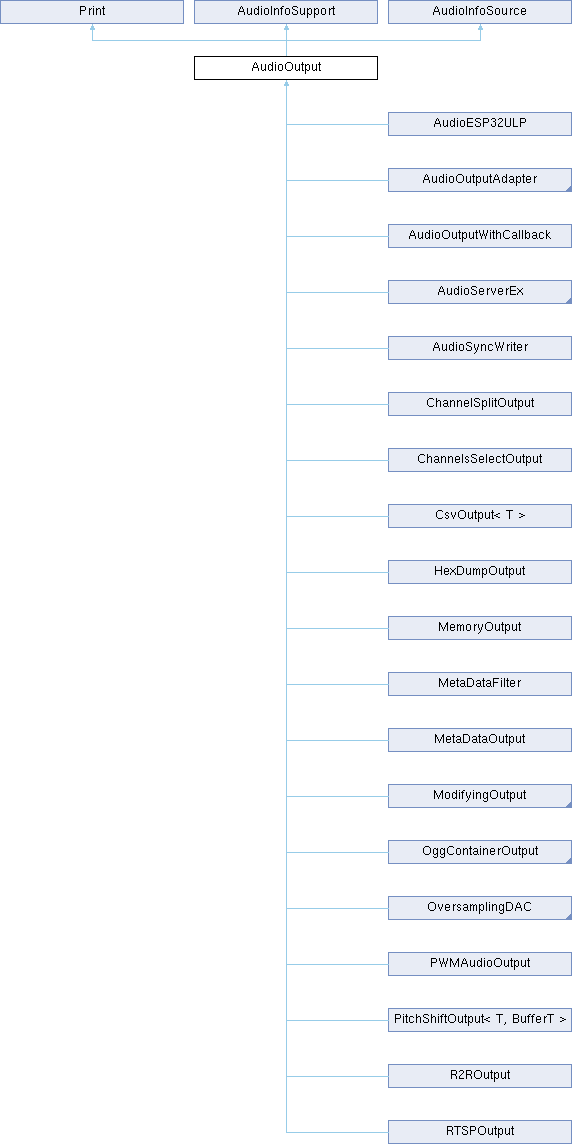 Print
AudioInfoSupport
AudioInfoSource
AudioOutput
AudioESP32ULP
AudioOutputAdapter
AudioOutputWithCallback
AudioServerEx
AudioSyncWriter
ChannelSplitOutput
ChannelsSelectOutput
CsvOutput< T >
HexDumpOutput
MemoryOutput
MetaDataFilter
MetaDataOutput
ModifyingOutput
OggContainerOutput
OversamplingDAC
PWMAudioOutput
PitchShiftOutput< T, BufferT >
R2ROutput
RTSPOutput